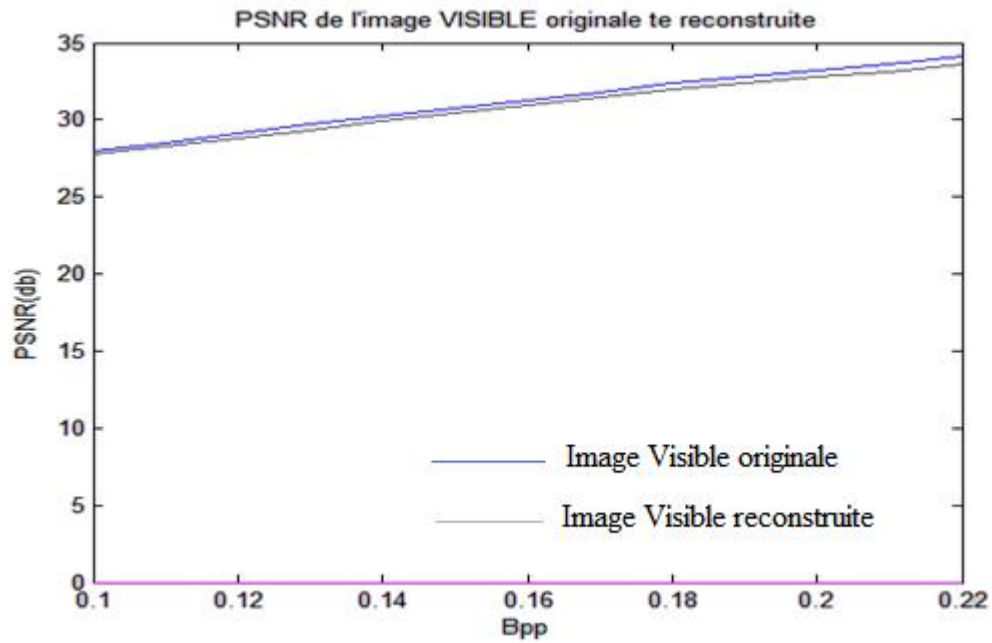 PSNR de l'image VISIBLE originale te reconstruite
35
30
25
20
15
10
5
0
PSNR(db)
Image Visible originale
Image Visible reconstruite
0.1 0.12 0.14 0.16 0.18 0.2 0.22
Bpp